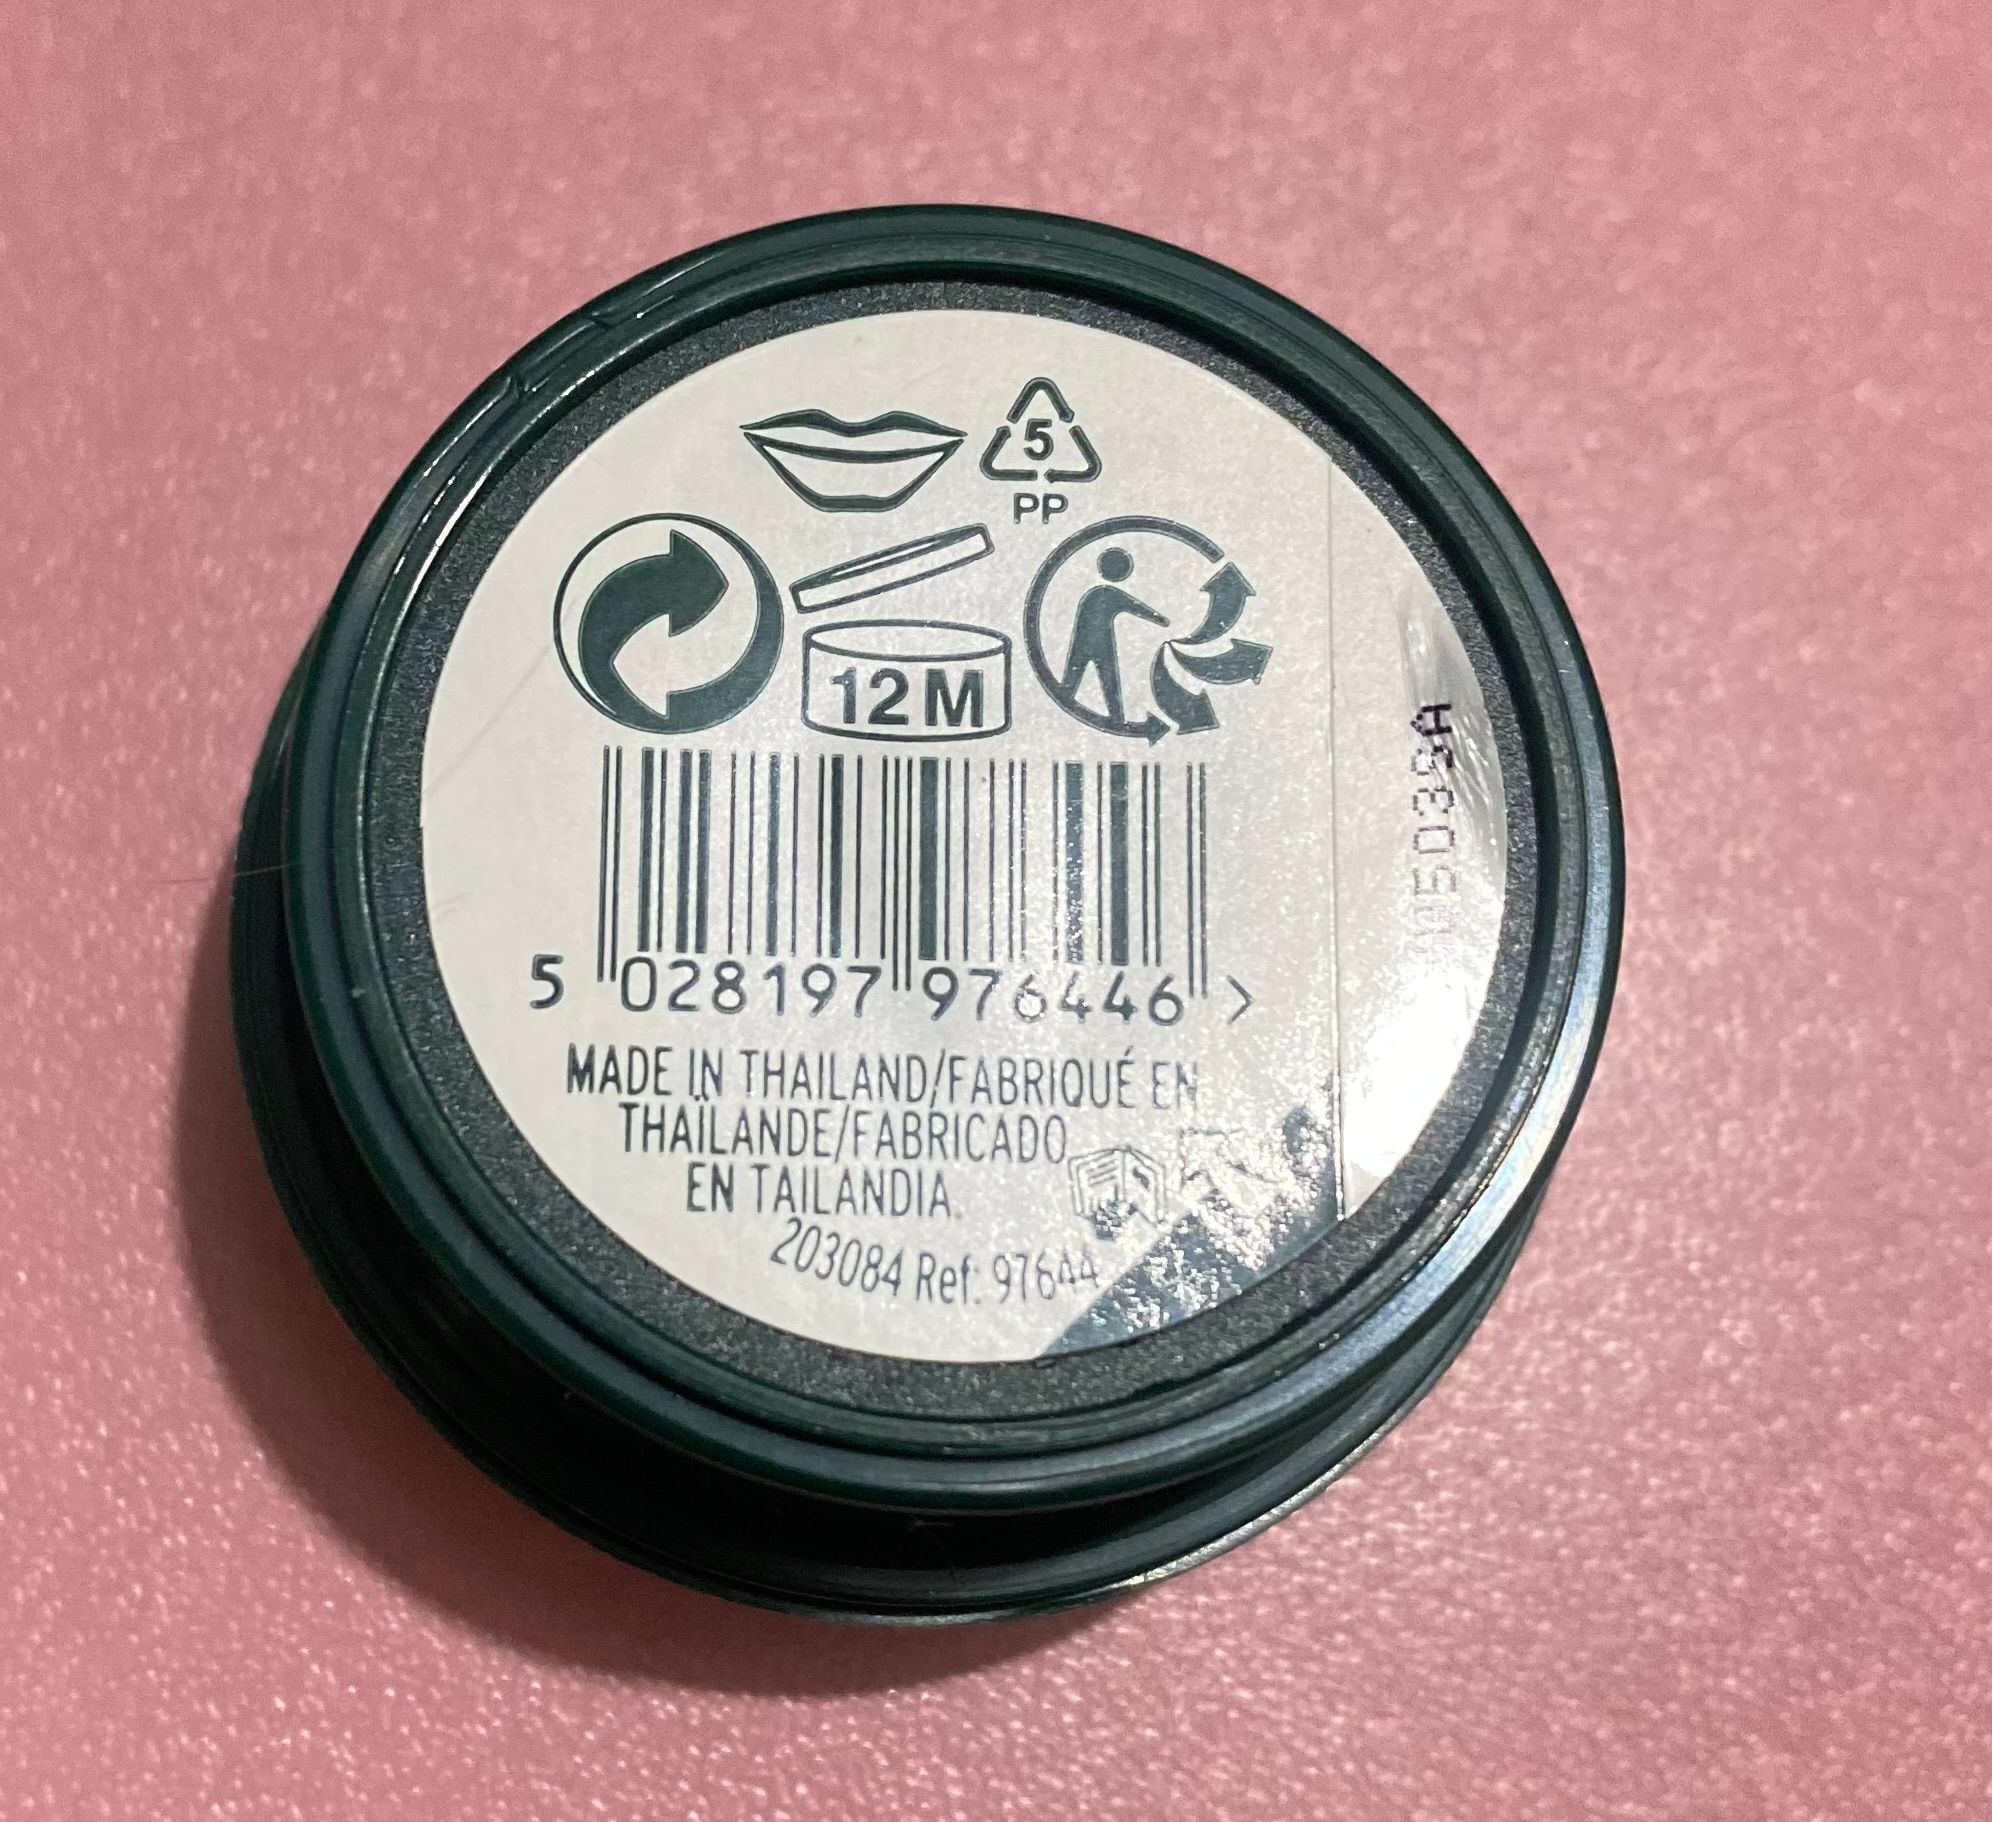 5
PP
12M
5 028197 976446 >
MADE IN THAILAND/FABRIQUÉ EN
THAÏLANDE/FABRICADO
EN TAILANDIA.
203084 Ref: 97644